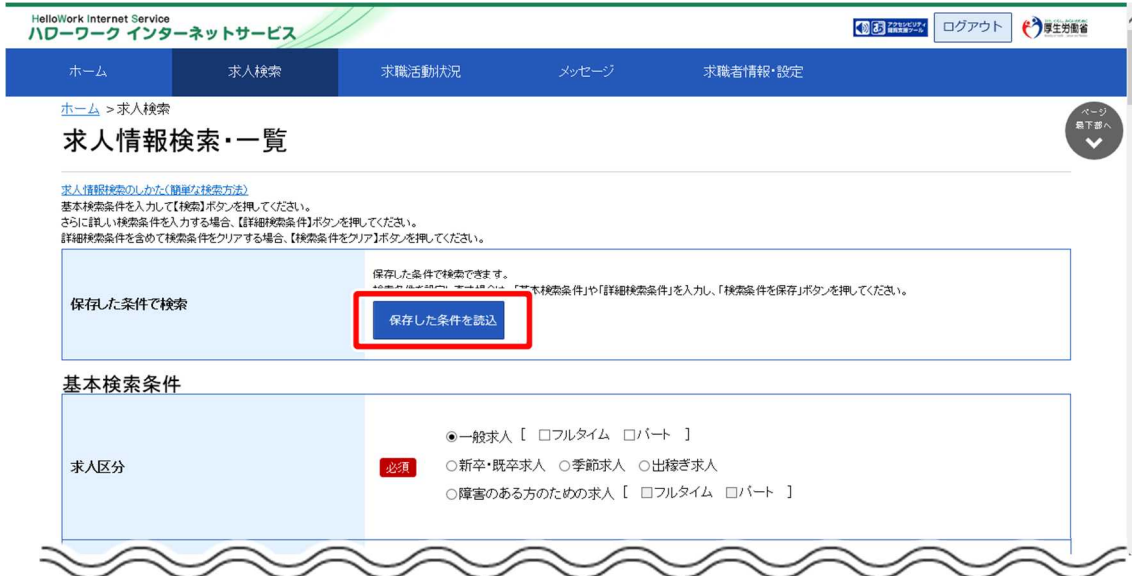 HelloWork Internet Service
ハローワーク インターネットサービス
ログアウト
厚生労働省
ホーム 求人検索 求職活動状況 メッセージ 求職者情報・設定
ホーム >求人検索
ページ
最下部へ
求人情報検索・一覧
求人情報検索のしかた(簡単な検索方法)
基本検索条件を入力して【検索】ボタンを押してください。
さらに詳しい検索条件を入力する場合、【詳細検索条件】ボタンを押してください。
詳細検索条件を含めて検索条件をクリアする場合、【検索条件をクリア】ボタンを押してください。
保存した条件で検索できます。
「基本検索条件」や「詳細検索条件」を入力し、「検索条件を保存」ボタンを押してください。
保存した条件で検索
保存した条件を読込
基本検索条件
求人区分
必須
一般求人 [ フルタイム パート ]
新卒・既卒求人 季節求人 出稼ぎ求人
障害のある方のための求人 [ フルタイム パート ]